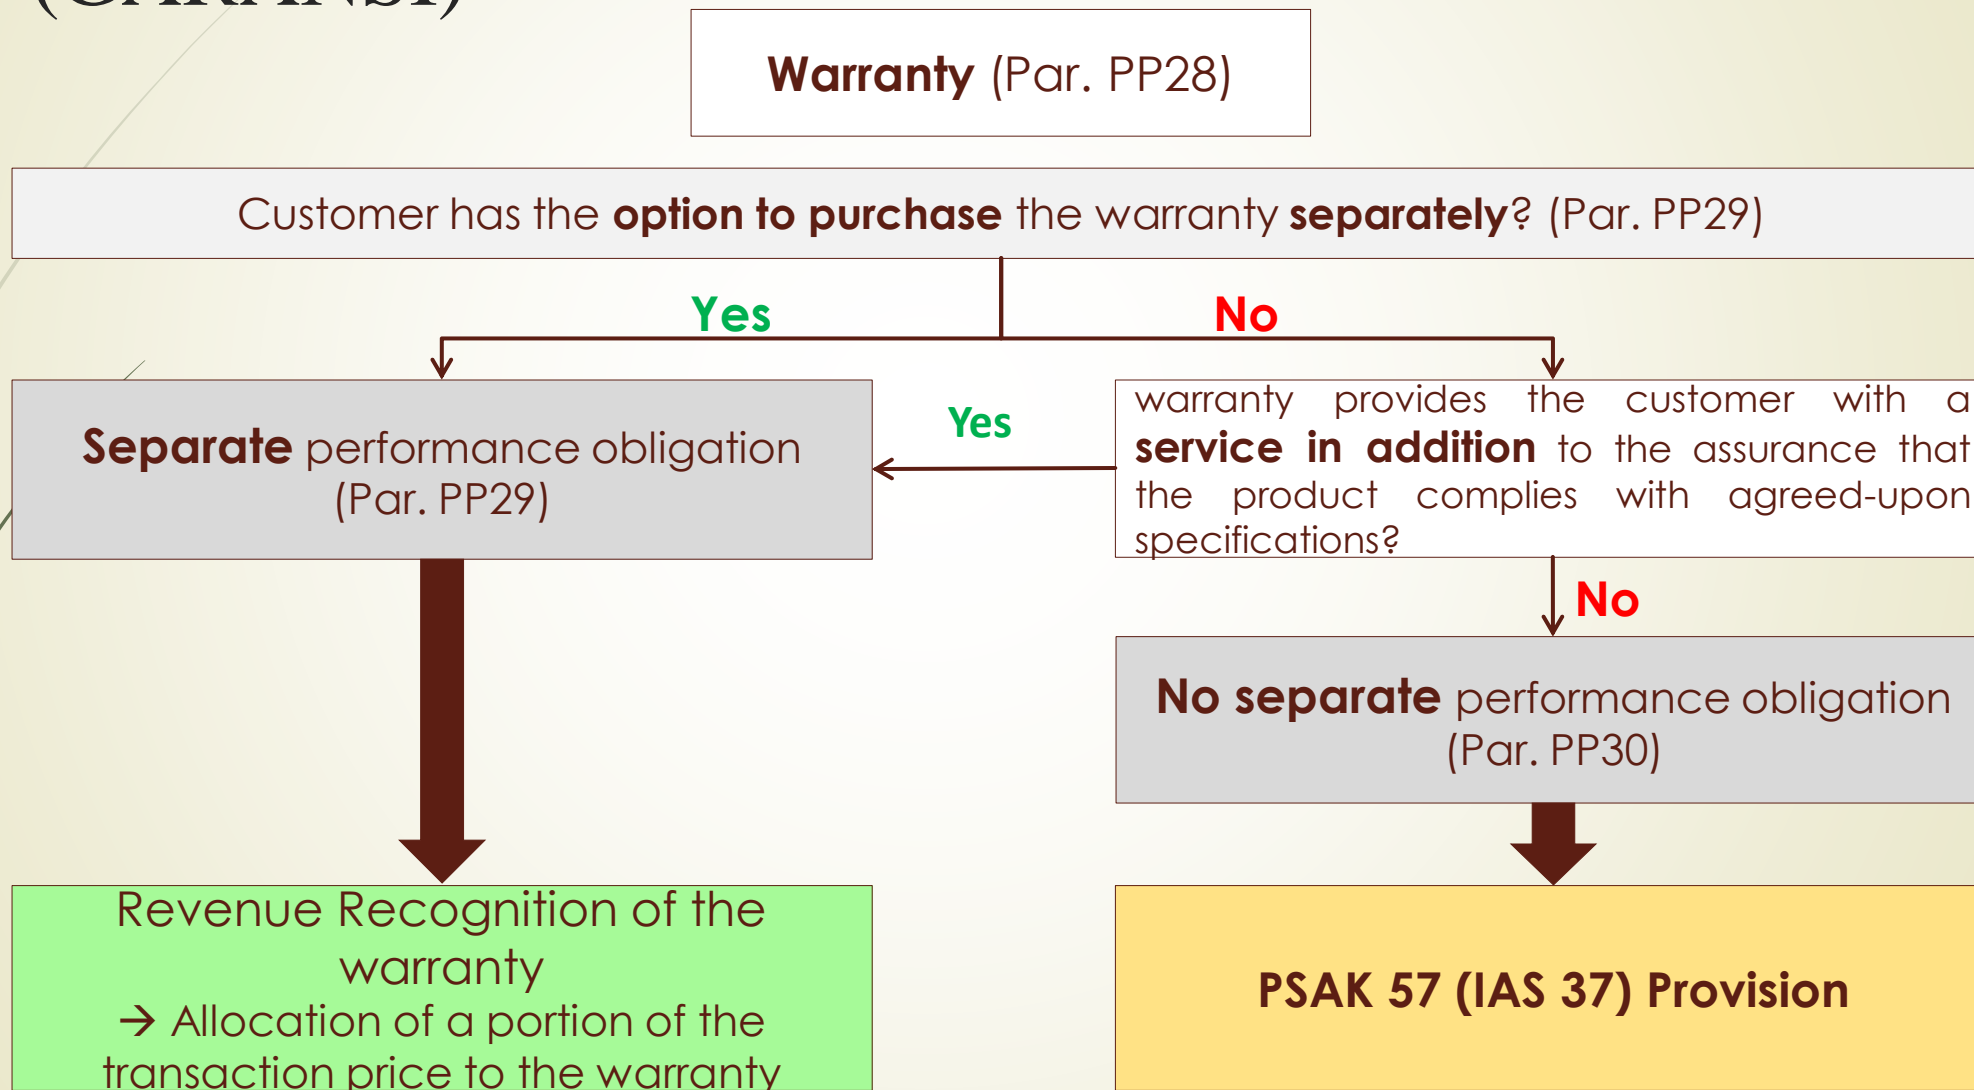 (GARANSI)
Warranty (Par. PP28)
Customer has the option to purchase the warranty separately? (Par. PP29)
Yes
No
Separate performance obligation
(Par. PP29)
Yes
warranty provides the customer with a
service in addition to the assurance that
the product complies with agreed-upon
specifications?
No
No separate performance obligation
(Par. PP30)
Revenue Recognition of the
warranty
→ Allocation of a portion of the
transaction price to the warranty
PSAK 57 (IAS 37) Provision